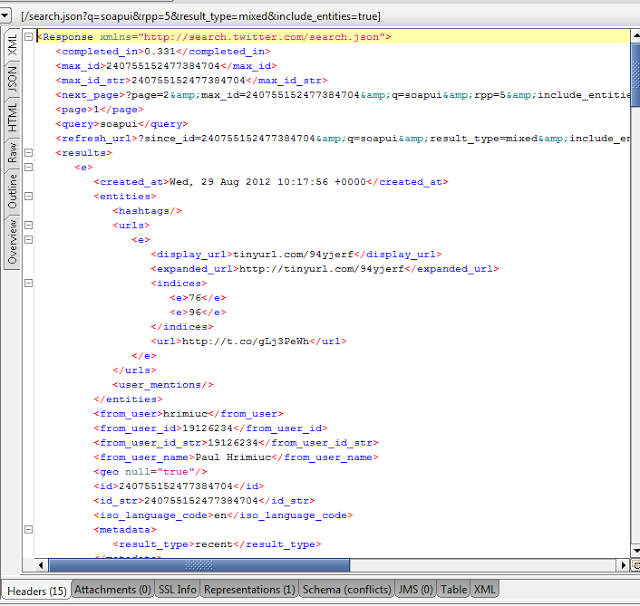 [/search.json?q=soapui&rpp=5&result_type=mixed&include_entities=true]
XML
JSON
HTML
Raw
Outline
Overview
<Response xmlns="http://search.twitter.com/search.json">
<completed_in>0.331</completed_in>
<max_id>240755152477384704</max_id>
<max_id_str>240755152477384704</max_id_str>
<next_page>?page=2&amp;max_id=240755152477384704&amp;q=soapui&amp;rpp=5&amp;include_entitie
<page>1</page>
<query>soapui</query>
<refresh_url>?since_id=240755152477384704&amp;q=soapui&amp;result_type=mixed&amp;include_en
<results>
<e>
<created_at>Wed, 29 Aug 2012 10:17:56 +0000</created_at>
<entities>
<hashtags/>
<urls>
<e>
<display_url>tinyurl.com/94yjerf</display_url>
<expanded_url>http://tinyurl.com/94yjerf</expanded_url>
<indices>
<e>76</e>
<e>96</e>
</indices>
<url>http://t.co/gLj3PeWh</url>
</e>
</urls>
<user_mentions/>
</entities>
<from_user>hrimiuc</from_user>
<from_user_id>19126234</from_user_id>
<from_user_id_str>19126234</from_user_id_str>
<from_user_name>Paul Hrimiuc</from_user_name>
<geo null="true"/>
<id>240755152477384704</id>
<id_str>240755152477384704</id_str>
<iso_language_code>en</iso_language_code>
<metadata>
<result_type>recent</result_type>
</metadata>
Headers (15) Attachments (0) SSL Info Representations (1) Schema (conflicts) JMS (0) Table XML